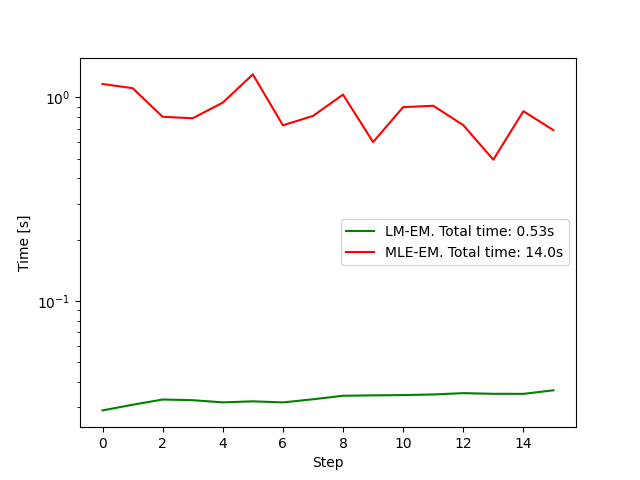 10^0
10^-1
Time [s]
LM-EM. Total time: 0.53s
MLE-EM. Total time: 14.0s
0 2 4 6 8 10 12 14
Step